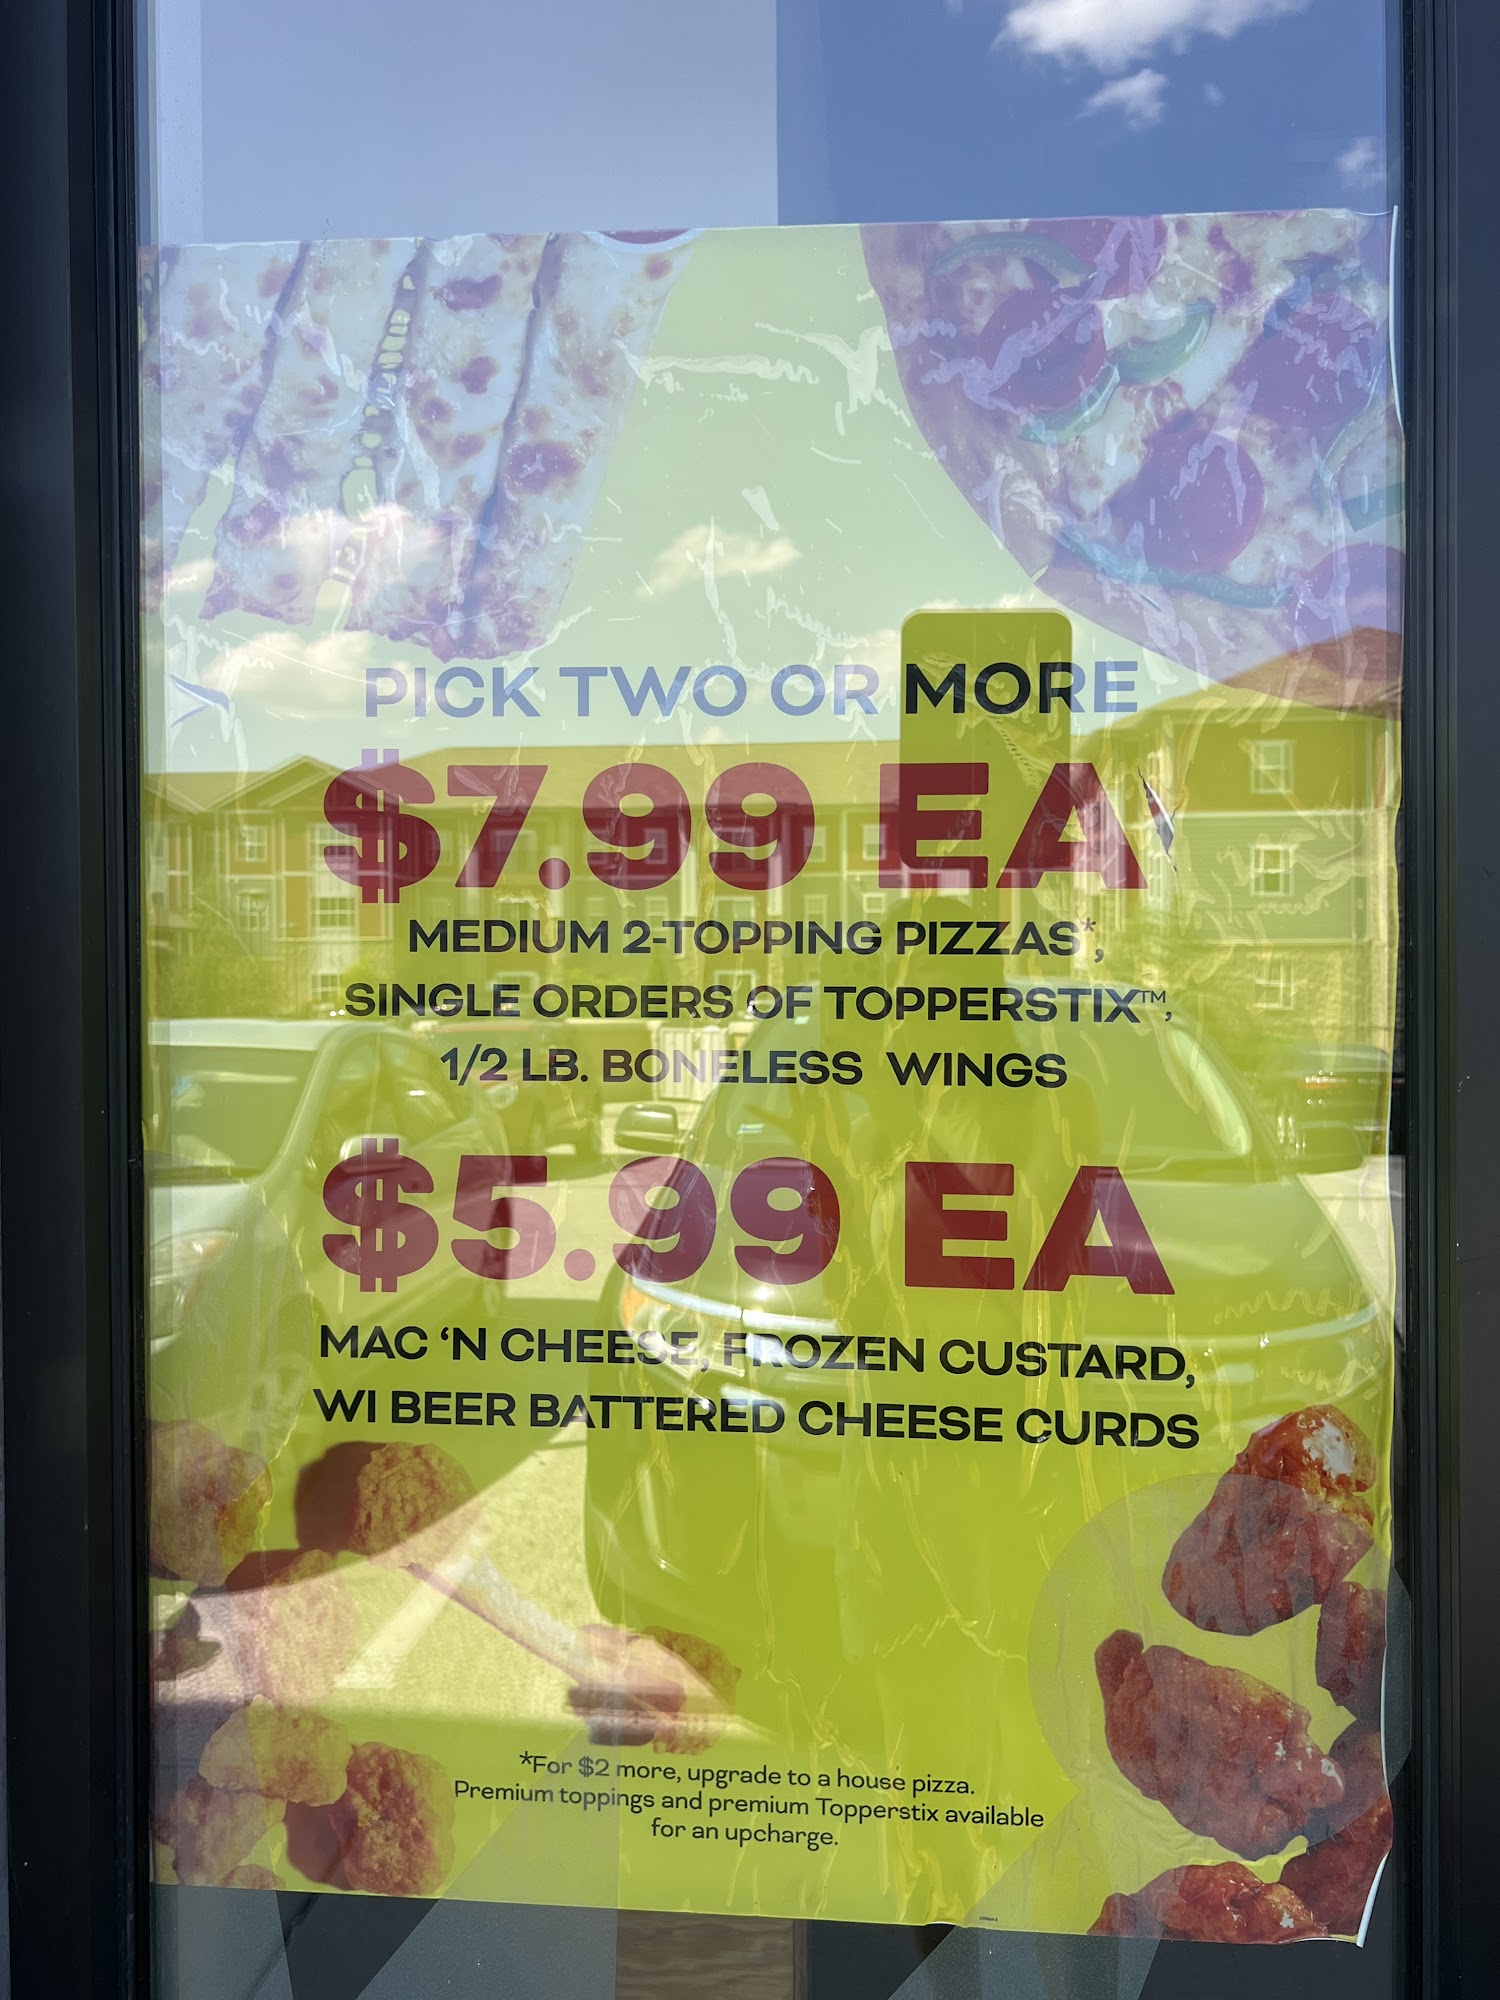 PICK TWO OR MORE
$7.99 EA
MEDIUM 2-TOPPING PIZZAS*,
SINGLE ORDERS OF TOPPERSTIX™,
1/2 LB. BONELESS WINGS
$5.99 EA
MAC ‘N CHEESE, FROZEN CUSTARD,
WI BEER BATTERED CHEESE CURDS
*For $2 more, upgrade to a house pizza.
Premium toppings and premium Topperstix available
for an upcharge.